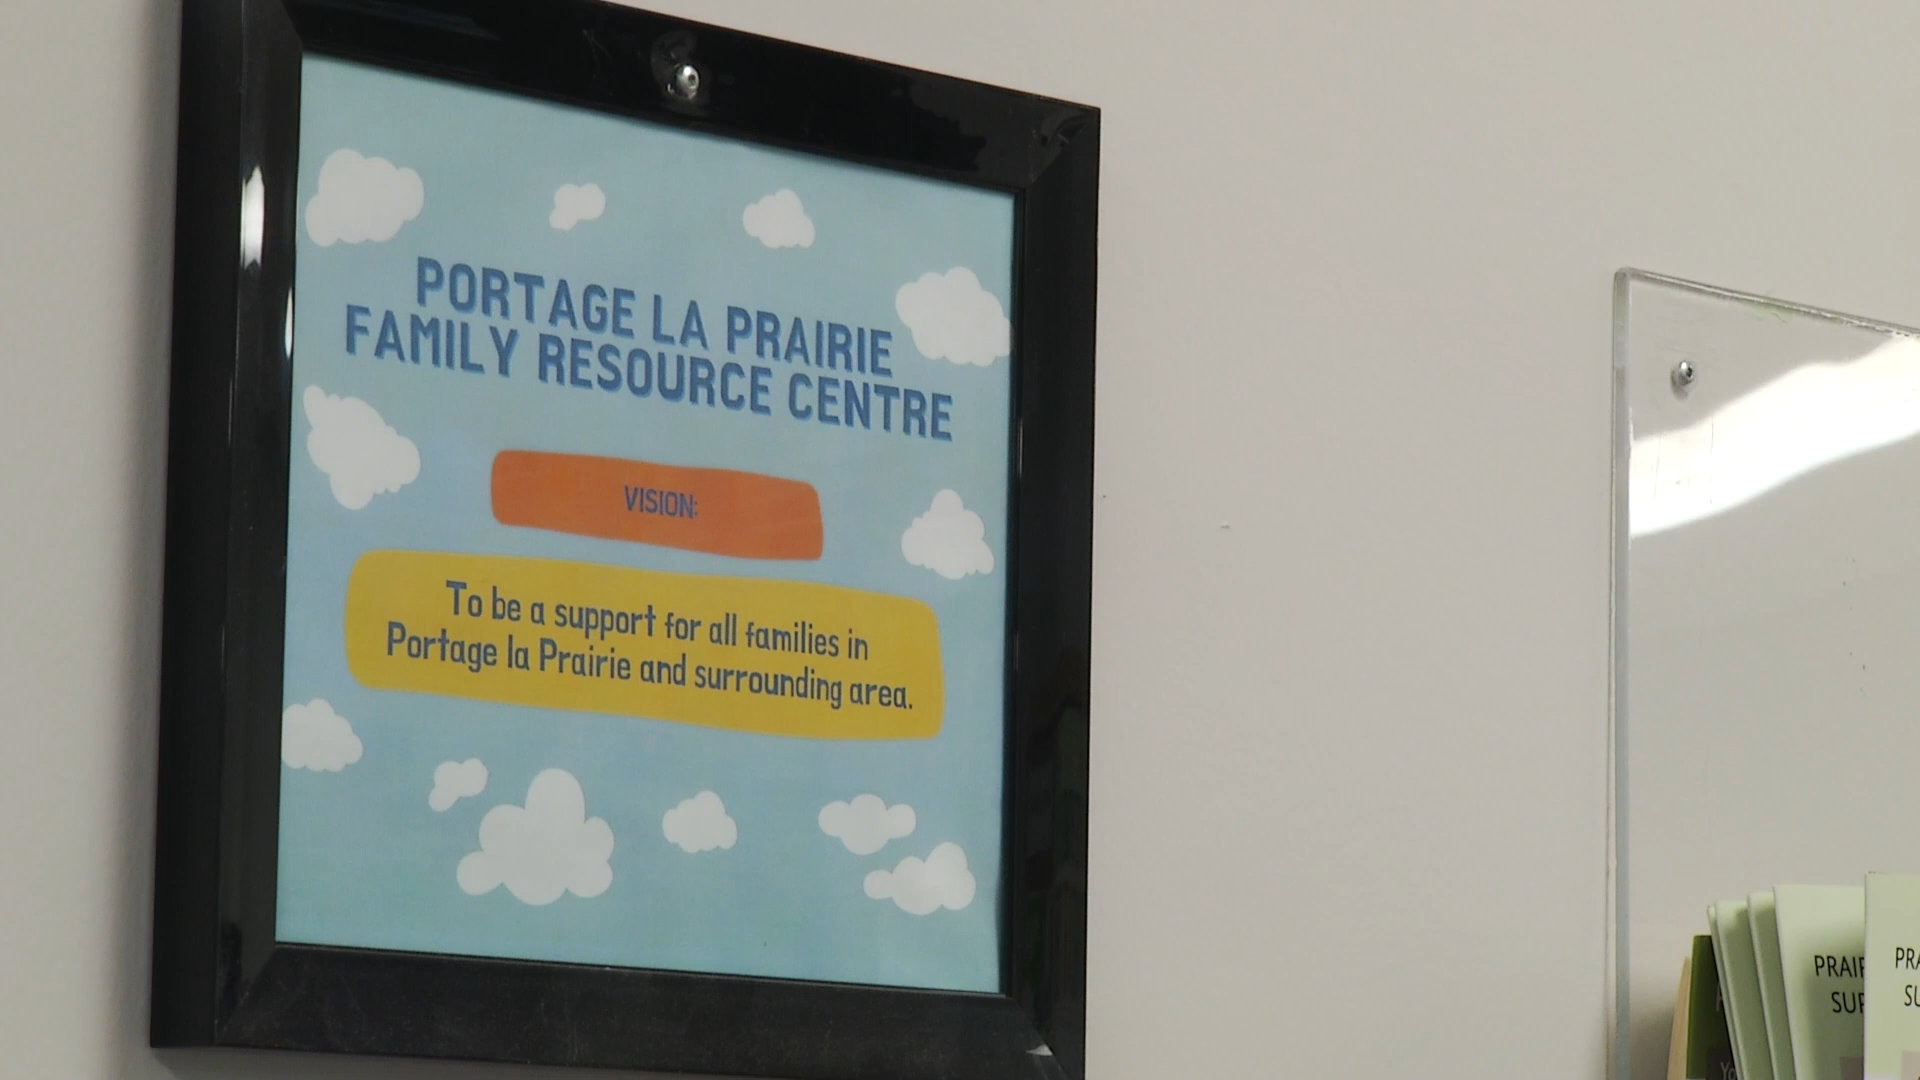 PORTAGE LA PRAIRIE
FAMILY RESOURCE CENTRE
VISION:
To be a support for all families in
Portage la Prairie and surrounding area.